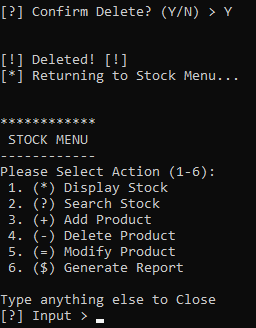 [?] Confirm Delete? (Y/N) > Y
[!] Deleted! [!]
[*] Returning to Stock Menu...
************
STOCK MENU
------------
Please Select Action (1-6):
1. (*) Display Stock
2. (?) Search Stock
3. (+) Add Product
4. (-) Delete Product
5. (=) Modify Product
6. ($) Generate Report
Type anything else to Close
[?] Input > _